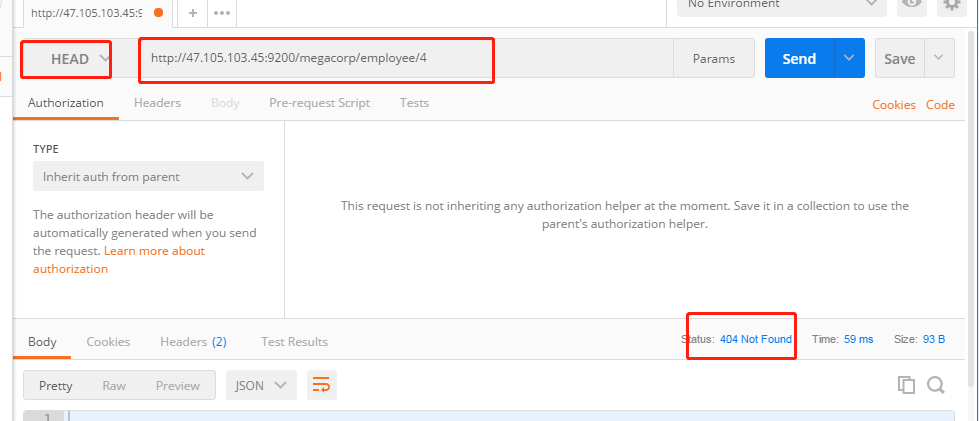 http://47.105.103.45:9 No Environment
HEAD http://47.105.103.45:9200/megacorp/employee/4 Params Send Save
Authorization Headers Body Pre-request Script Tests Cookies Code
TYPE
Inherit auth from parent
The authorization header will be
automatically generated when you send
the request. Learn more about
authorization
This request is not inheriting any authorization helper at the moment. Save it in a collection to use the
parent's authorization helper.
Body Cookies Headers (2) Test Results Status: 404 Not Found Time: 59 ms Size: 93 B
Pretty Raw Preview JSON
1